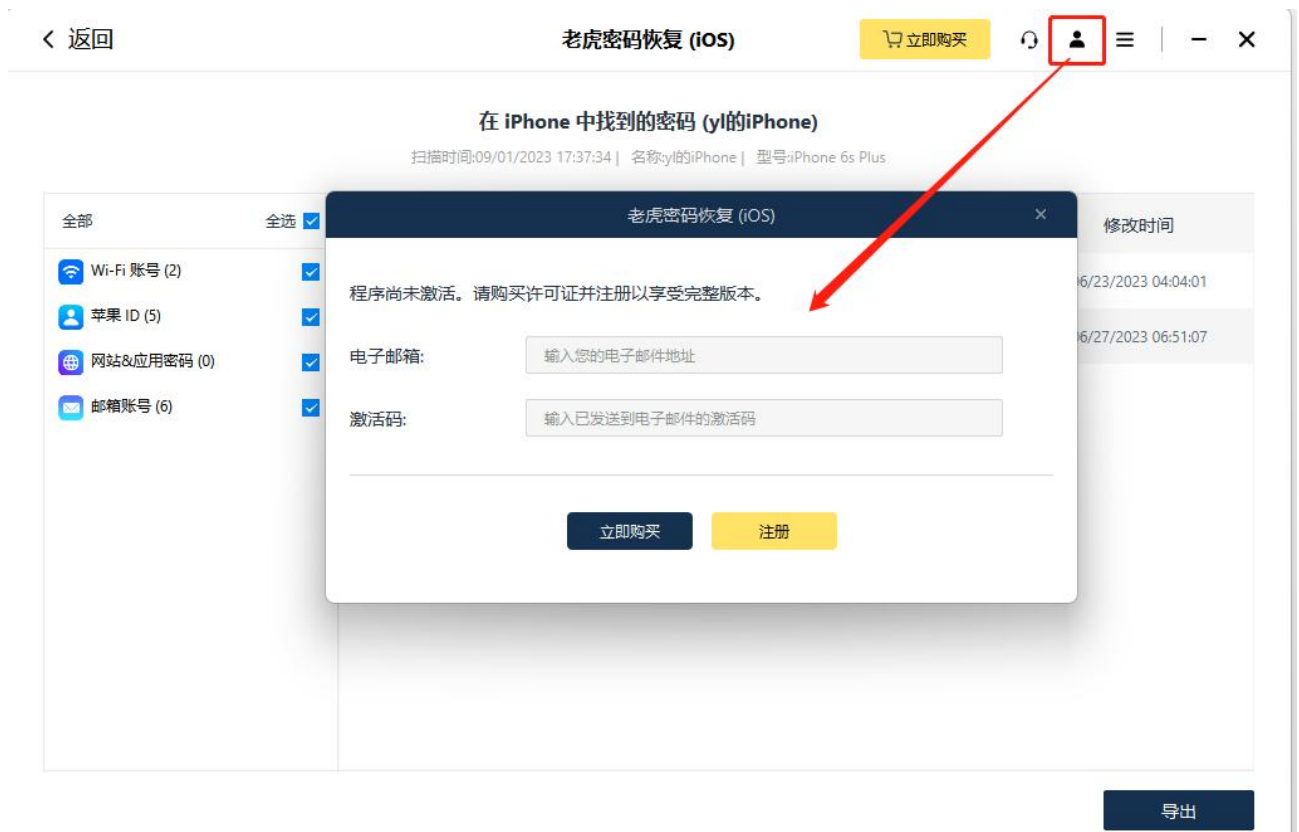 返回
老虎密码恢复 (iOS)
立即购买
在 iPhone 中找到的密码 (yl的iPhone)
扫描时间:09/01/2023 17:37:34 | 名称:yl的iPhone | 型号:iPhone 6s Plus
全部
全选
修改时间
Wi-Fi 账号 (2)
苹果 ID (5)
网站&应用密码 (0)
邮箱账号 (6)
6/23/2023 04:04:01
06/27/2023 06:51:07
老虎密码恢复 (iOS)
程序尚未激活。请购买许可证并注册以享受完整版本。
电子邮箱:
输入您的电子邮件地址
激活码:
输入已发送到电子邮件的激活码
立即购买
注册
导出